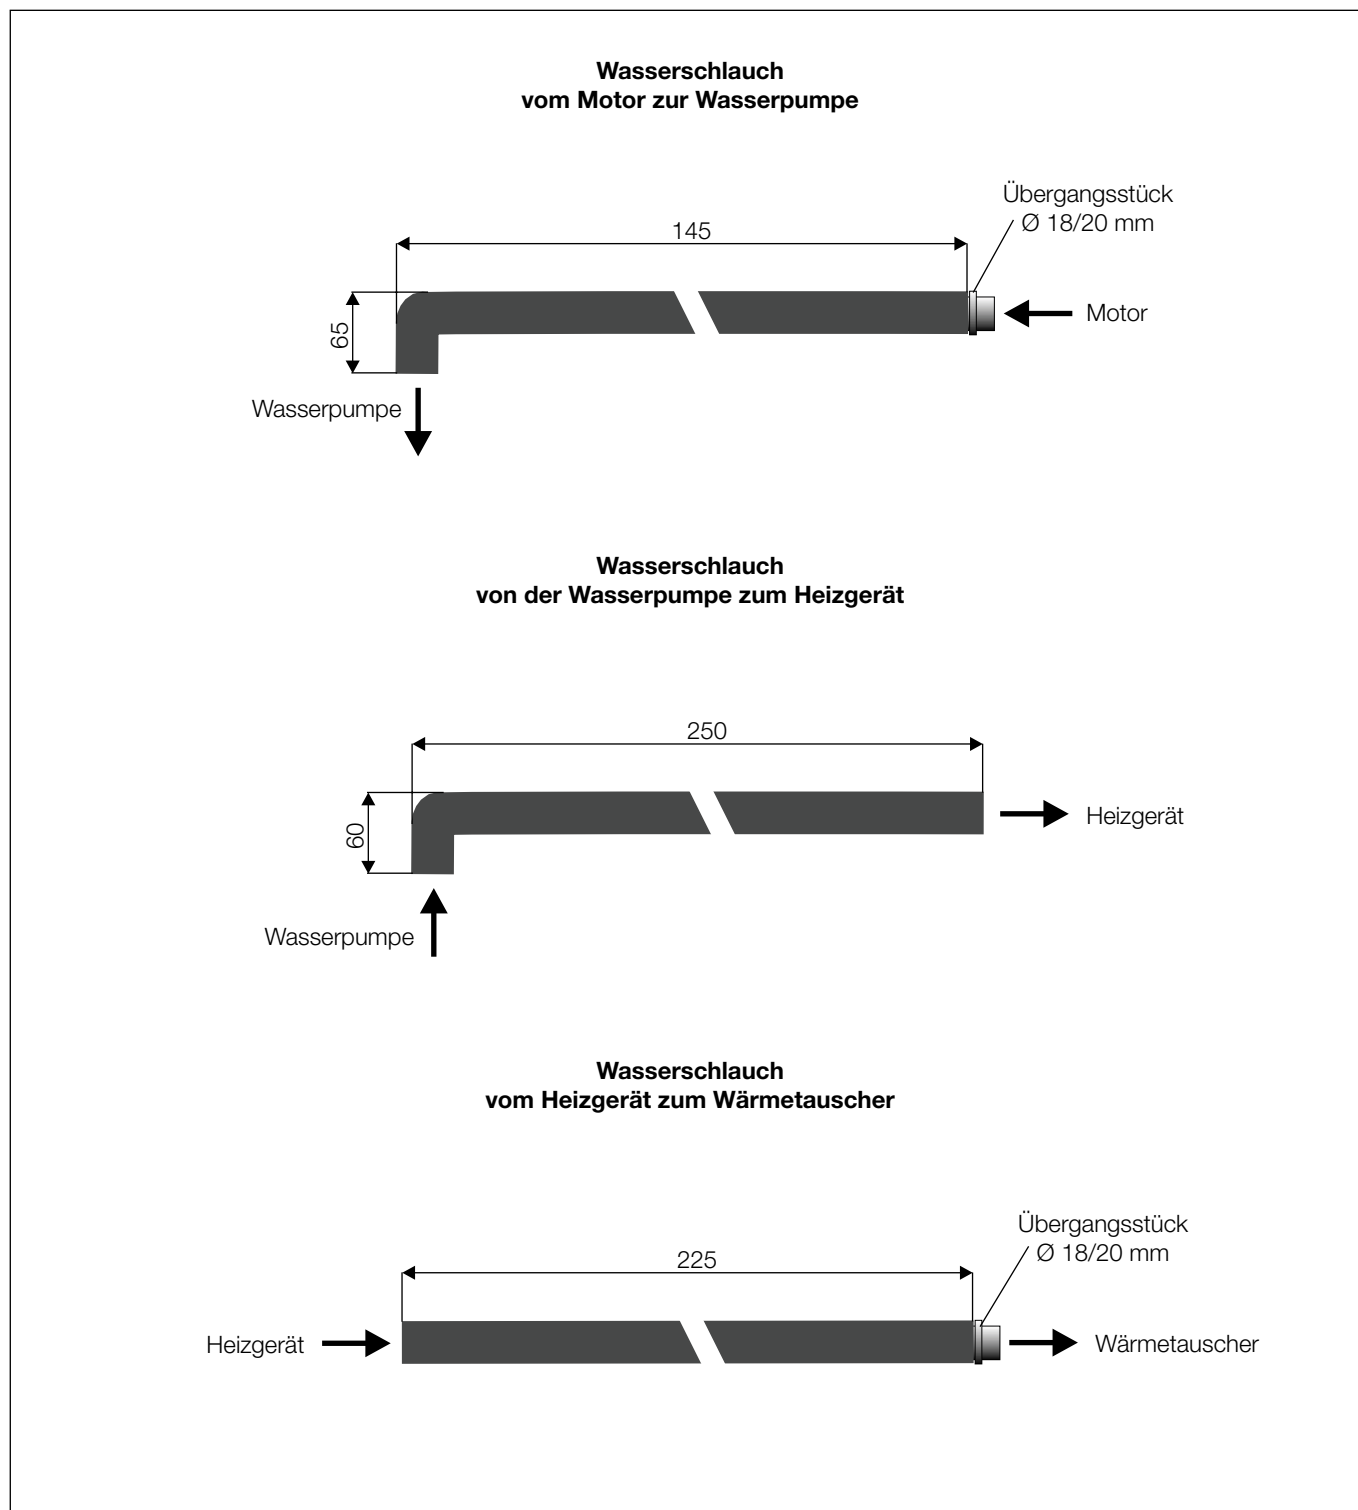 Wasserschlauch
vom Motor zur Wasserpumpe
Übergangsstück
Ø 18/20 mm
145
65
Motor
Wasserpumpe
Wasserschlauch
von der Wasserpumpe zum Heizgerät
250
60
Heizgerät
Wasserpumpe
Wasserschlauch
vom Heizgerät zum Wärmetauscher
Übergangsstück
Ø 18/20 mm
225
Heizgerät
Wärmetauscher